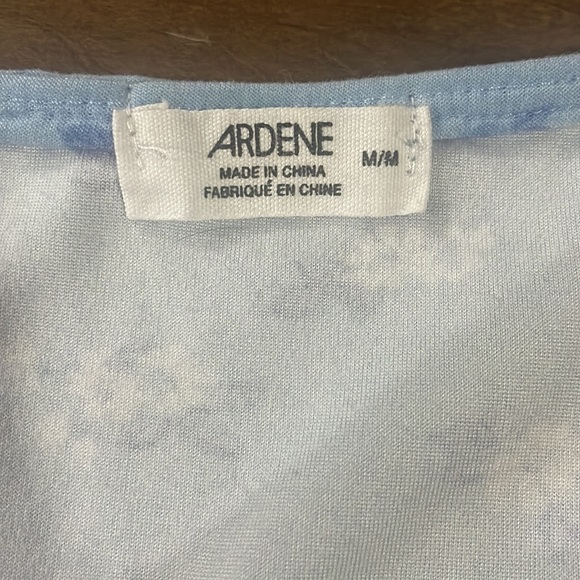 ARDENE
M/M
MADE IN CHINA
FABRIQUÉ EN CHINE